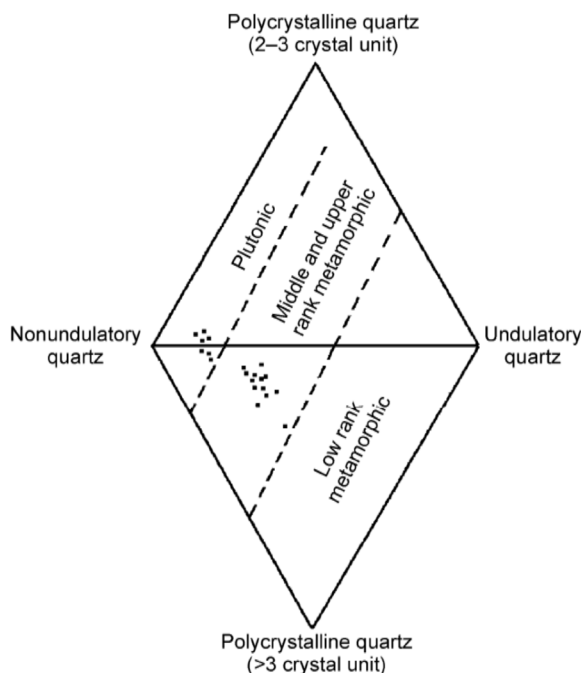 Polycrystalline quartz
(2–3 crystal unit)
Plutonic
Middle and upper
rank metamorphic
Nonundulatory
quartz
Undulatory
quartz
Low rank
metamorphic
Polycrystalline quartz
(>3 crystal unit)